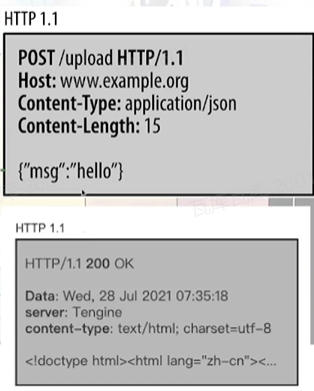 HTTP 1.1
POST /upload HTTP/1.1
Host: www.example.org
Content-Type: application/json
Content-Length: 15
{"msg":"hello"}
HTTP 1.1
HTTP/1.1 200 OK
Data: Wed, 28 Jul 2021 07:35:18
server: Tengine
content-type: text/html; charset=utf-8
<!doctype html><html lang="zh-cn"><...